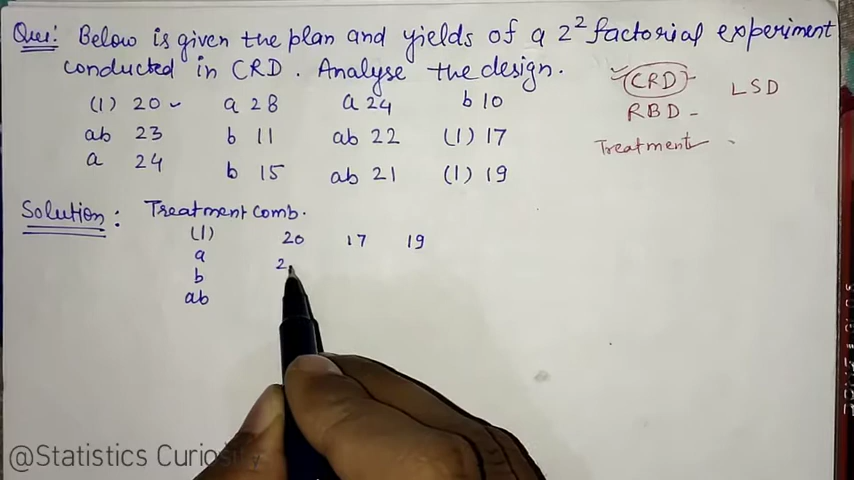 Que: Below is given the plan and yields of a 2² factorial experiment
conducted in CRD. Analyse the design.
(1) 20 a 28 a 24 b 10
ab 23 b 11 ab 22 (1) 17
a 24 b 15 ab 21 (1) 19
CRD LSD
RBD
Treatment
Solution: Treatment Comb.
(1) 20 17 19
a 2
b
ab
@Statistics Curiosity